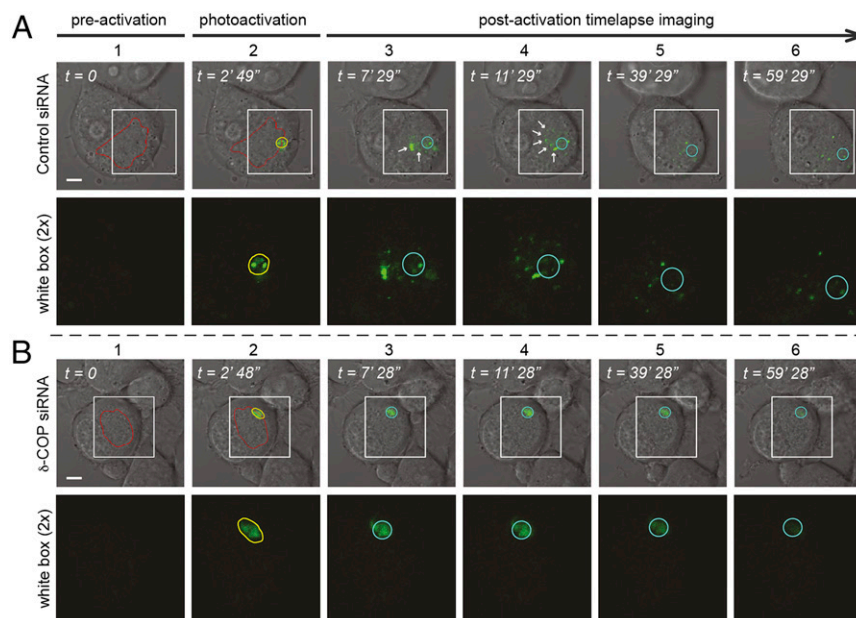 pre-activation photoactivation post-activation timelapse imaging
A
1 2 3 4 5 6
Control siRNA
t = 0 t = 2' 49" t = 7' 29" t = 11' 29" t = 39' 29" t = 59' 29"
white box (2x)
B
1 2 3 4 5 6
δ-COP siRNA
t = 0 t = 2' 48" t = 7' 28" t = 11' 28" t = 39' 28" t = 59' 28"
white box (2x)